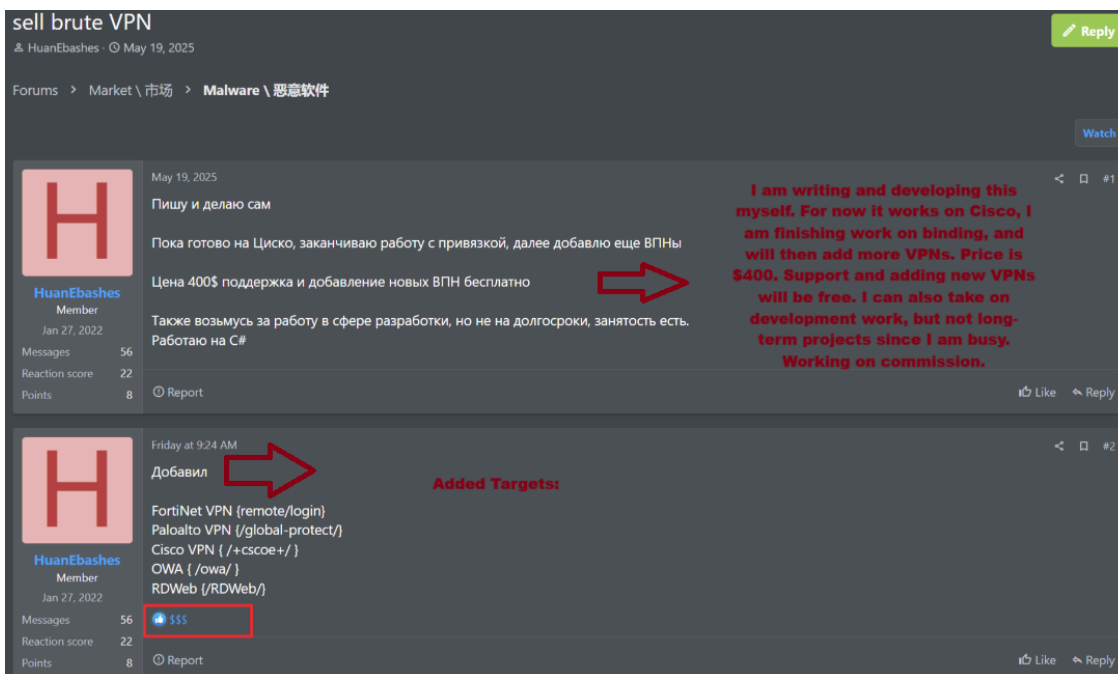 sell brute VPN
HuanEbashes · May 19, 2025
Reply
Forums > Market \ 市场 > Malware \ 恶意软件
Watch
H
HuanEbashes
Member
Jan 27, 2022
Messages 56
Reaction score 22
Points 8
May 19, 2025
#1
Пишу и делаю сам
Пока готово на Циско, заканчиваю работу с привязкой, далее добавлю еще ВПНы
Цена 400$ поддержка и добавление новых ВПН бесплатно
Также возьмусь за работу в сфере разработки, но не на долгосроки, занятость есть.
Работаю на C#
I am writing and developing this
myself. For now it works on Cisco, I
am finishing work on binding, and
will then add more VPNs. Price is
$400. Support and adding new VPNs
will be free. I can also take on
development work, but not long-
term projects since I am busy.
Working on commission.
Report
Like Reply
H
HuanEbashes
Member
Jan 27, 2022
Messages 56
Reaction score 22
Points 8
Friday at 9:24 AM
#2
Добавил
Added Targets:
FortiNet VPN {remote/login}
Paloalto VPN {/global-protect/}
Cisco VPN { /+cscoe+/ }
OWA { /owa/ }
RDWeb {/RDWeb/}
$$$
Report
Like Reply